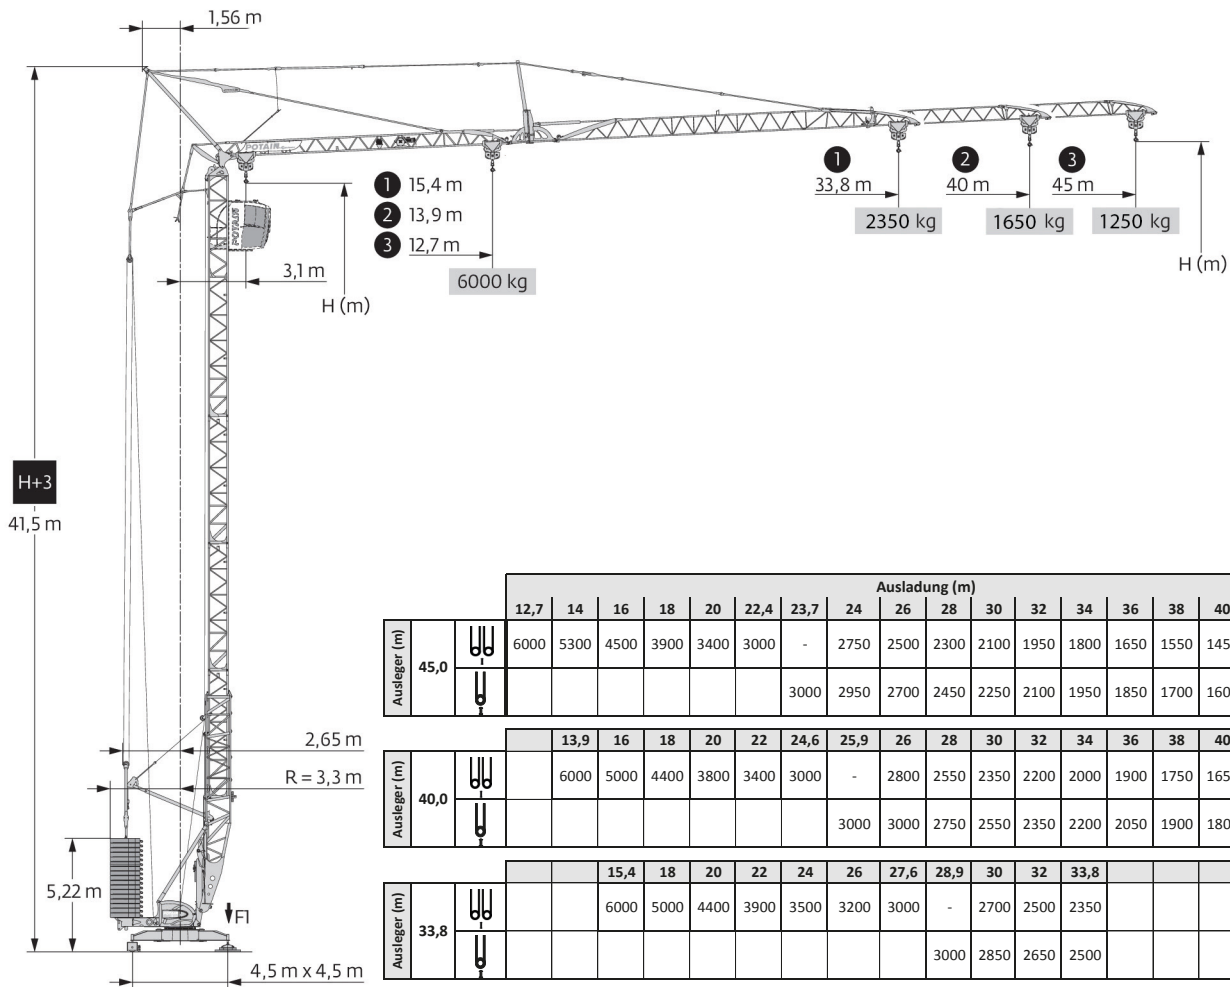 1,56 m
POTAIN
POTAIN
1 15,4 m
2 13,9 m
3 12,7 m
6000 kg
3,1 m
H (m)
1
33,8 m
2350 kg
2
40 m
1650 kg
3
45 m
1250 kg
H (m)
H+3
41,5 m
2,65 m
R = 3,3 m
5,22 m
F1
4,5 m x 4,5 m
Ausladung (m)
12,7 14 16 18 20 22,4 23,7 24 26 28 30 32 34 36 38 40
Ausleger (m)
45,0
6000 5300 4500 3900 3400 3000 - 2750 2500 2300 2100 1950 1800 1650 1550 145
3000 2950 2700 2450 2250 2100 1950 1850 1700 160
13,9 16 18 20 22 24,6 25,9 26 28 30 32 34 36 38 40
Ausleger (m)
40,0
6000 5000 4400 3800 3400 3000 - 2800 2550 2350 2200 2000 1900 1750 165
3000 3000 2750 2550 2350 2200 2050 1900 180
15,4 18 20 22 24 26 27,6 28,9 30 32 33,8
Ausleger (m)
33,8
6000 5000 4400 3900 3500 3200 3000 - 2700 2500 2350
3000 2850 2650 2500